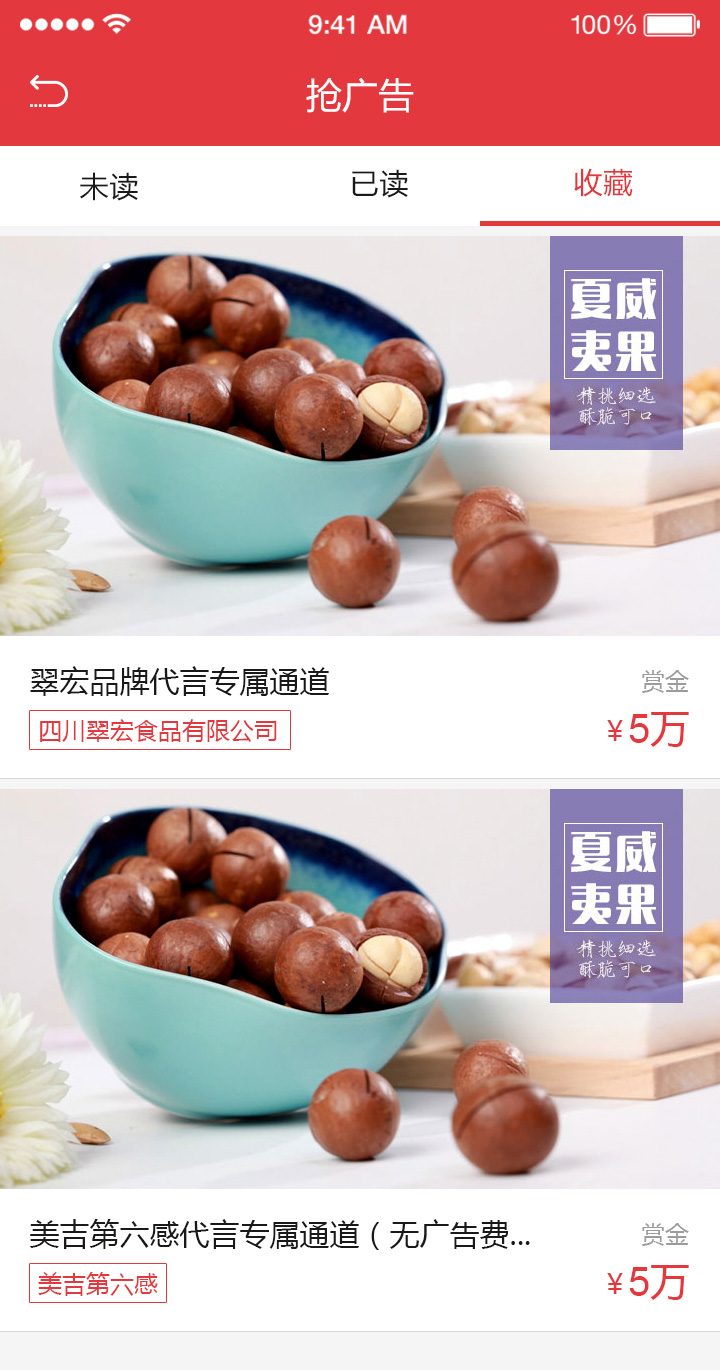 9:41 AM
100%
抢广告
未读
已读
收藏
夏威
夷果
精挑细选
酥脆可口
翠宏品牌代言专属通道
赏金
四川翠宏食品有限公司
¥5万
夏威
夷果
精挑细选
酥脆可口
美吉第六感代言专属通道（无广告费...
赏金
美吉第六感
¥5万